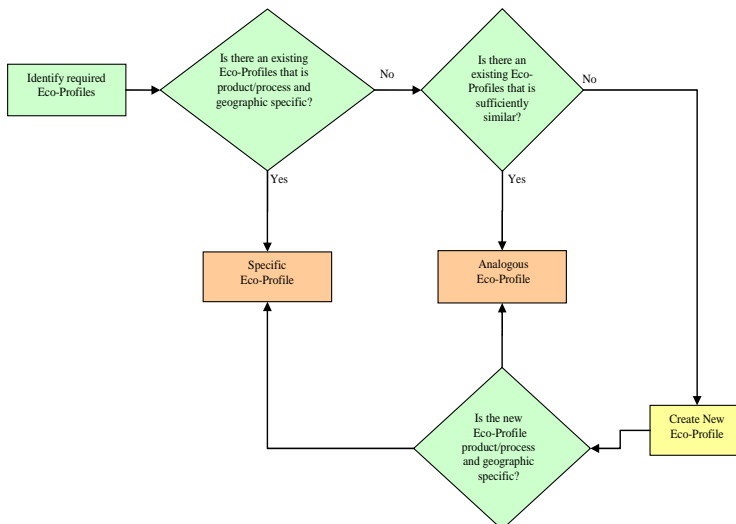 Identify required
Eco-Profiles
Is there an existing
Eco-Profiles that is
product/process and
geographic specific?
No
Is there an
existing Eco-
Profiles that is
sufficiently
similar?
No
Yes
Yes
Specific
Eco-Profile
Analogous
Eco-Profile
Is the new
Eco-Profile
product/process
and geographic
specific?
Create New
Eco-Profile